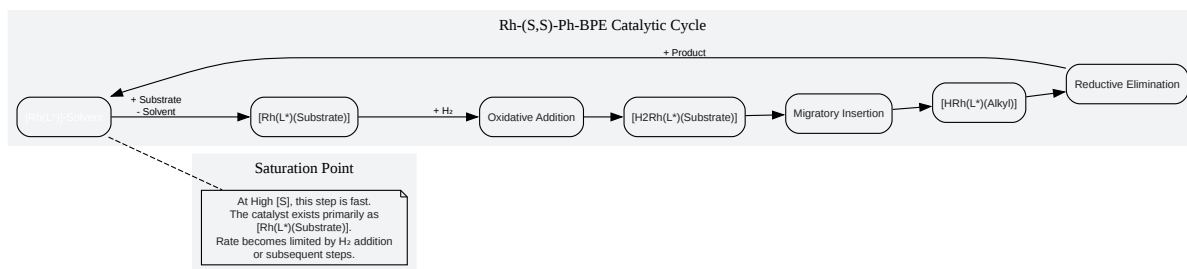 Rh-(S,S)-Ph-BPE Catalytic Cycle
+ Product
[Rh(L*)-Solvent]
+ Substrate
- Solvent
[Rh(L*)(Substrate)]
+ H₂
Oxidative Addition
[H2Rh(L*)(Substrate)]
Migratory Insertion
[HRh(L*)(Alkyl)]
Reductive Elimination
Saturation Point
At High [S], this step is fast.
The catalyst exists primarily as
[Rh(L*)(Substrate)].
Rate becomes limited by H₂ addition
or subsequent steps.